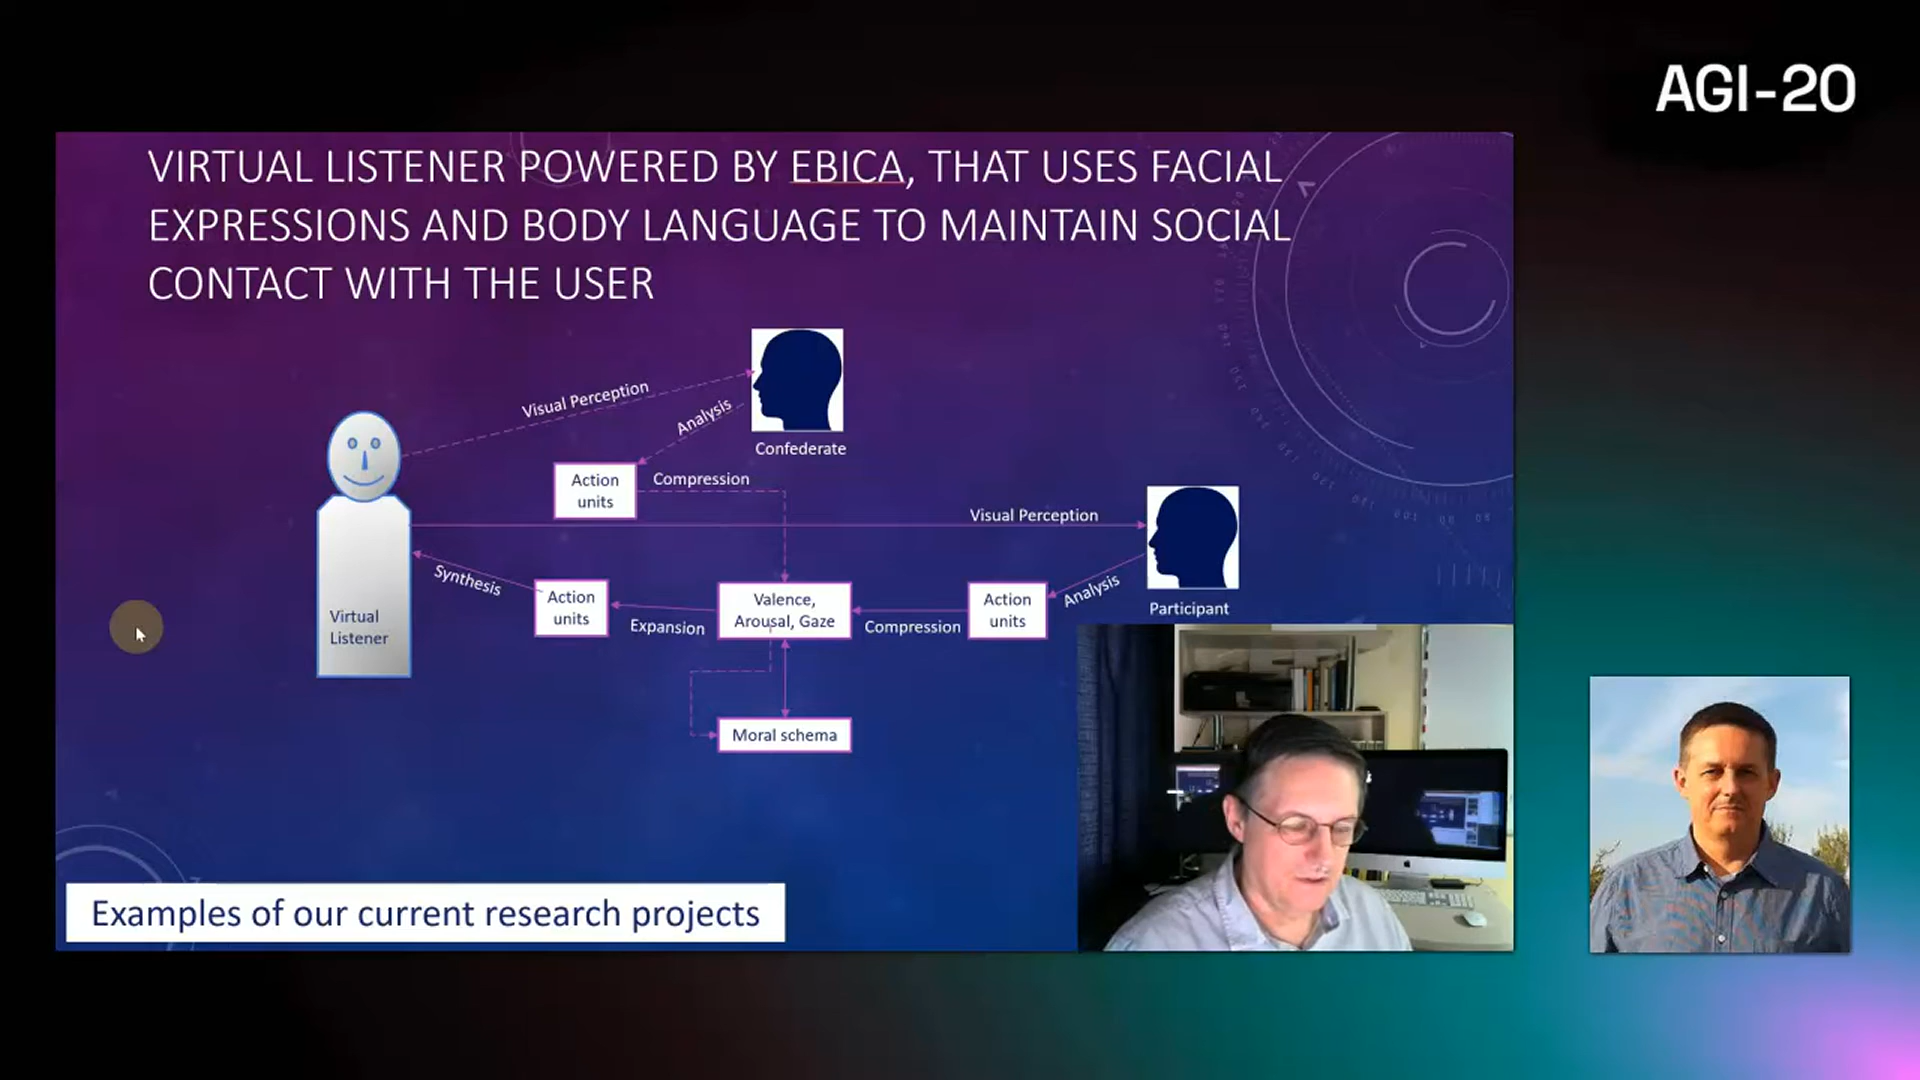 AGI-20
VIRTUAL LISTENER POWERED BY EBICA, THAT USES FACIAL
EXPRESSIONS AND BODY LANGUAGE TO MAINTAIN SOCIAL
CONTACT WITH THE USER
Visual Perception
Analysis
Confederate
Action
units
Compression
Visual Perception
Synthesis
Action
units
Expansion
Valence,
Arousal, Gaze
Compression
Action
units
Analysis
Participant
Virtual
Listener
Moral schema
Examples of our current research projects